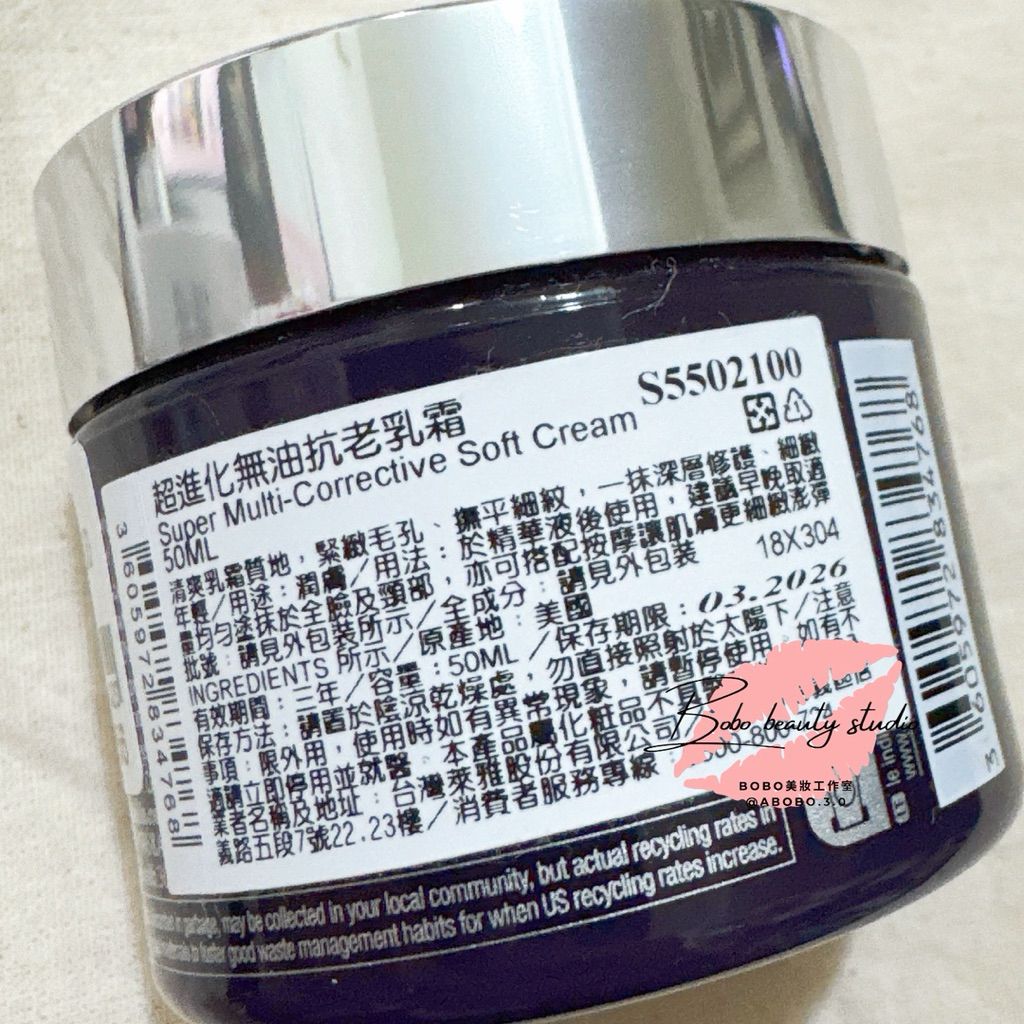 S5502100
超進化無油抗老乳霜
Super Multi-Corrective Soft Cream
50ML
清爽乳霜質地，緊緻毛孔、撫平細紋，一抹深層修護、細緻
年輕／用途：潤膚／用法：於精華液後使用，建議早晚取適
量均勻塗抹於全臉及頸部，亦可搭配按摩讓肌膚更細緻澎彈
批號：請見外包裝所示／全成分：請見外包裝 18X304
INGREDIENTS 所示／原產地：美國
有效期間：三年／容量：50ML／保存期限：03.2026
保存方法：請置於陰涼乾燥處，勿直接照射於太陽下／注意
事項：限外用，使用時如有異常現象，請暫停使用，如有不
適請立即停用並就醫，本產品屬化粧品不
業者名稱及地址：台灣萊雅股份有限公司
義路五段7號22.23樓／消費者服務專線：
3 605972 834768
3 605972 834768
Bobo beauty studio
BOBO美妝工作室
@ABOBO.3.0
in garbage, may be collected in your local community, but actual recycling rates in
good waste management habits for when US recycling rates increase.